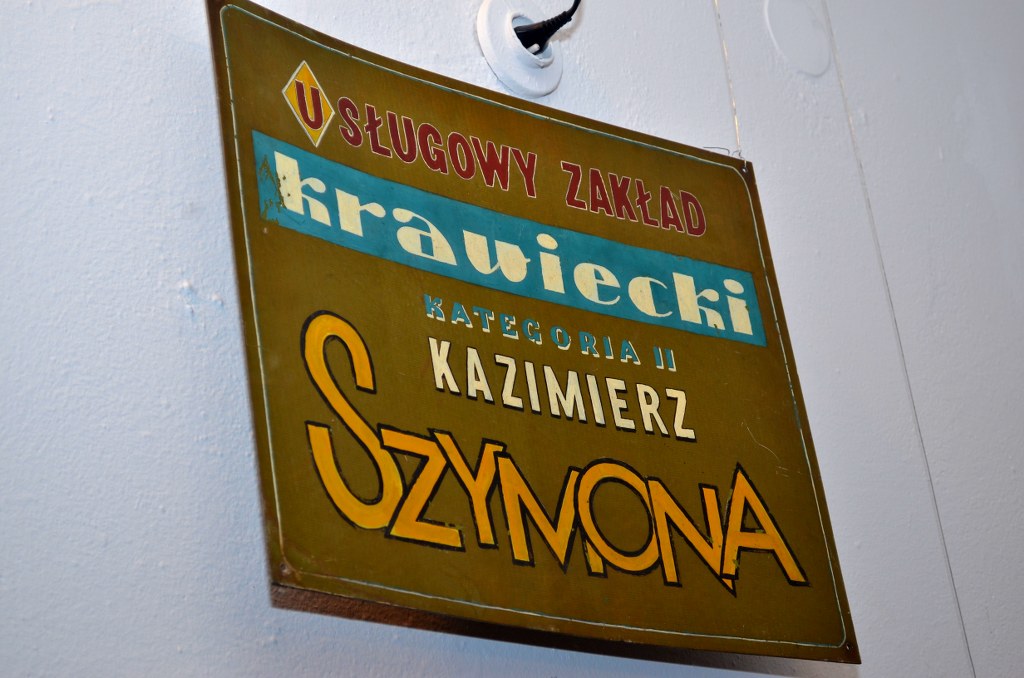 USŁUGOWY ZAKŁAD
krawiecki
KATEGORIA II
KAZIMIERZ
SZYMONA